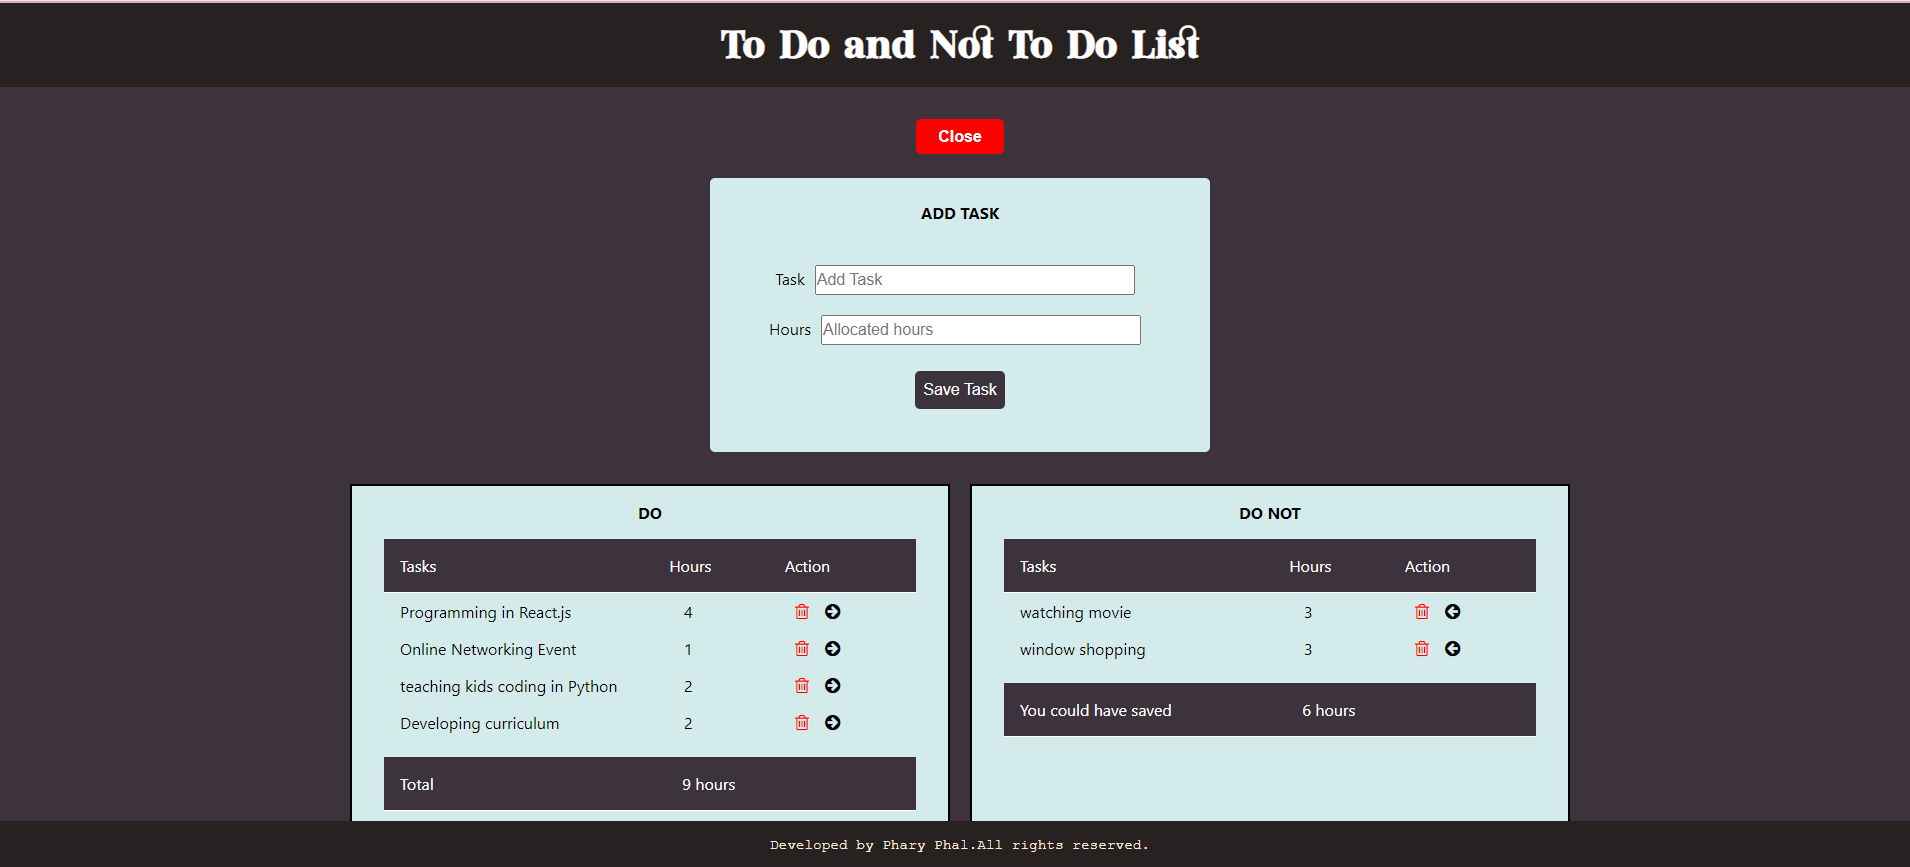 To Do and Not To Do List
Close
ADD TASK
Task Add Task
Hours Allocated hours
Save Task
DO
Tasks Hours Action
Programming in React.js 4
Online Networking Event 1
teaching kids coding in Python 2
Developing curriculum 2
Total 9 hours
DO NOT
Tasks Hours Action
watching movie 3
window shopping 3
You could have saved 6 hours
Developed by Phary Phal.All rights reserved.